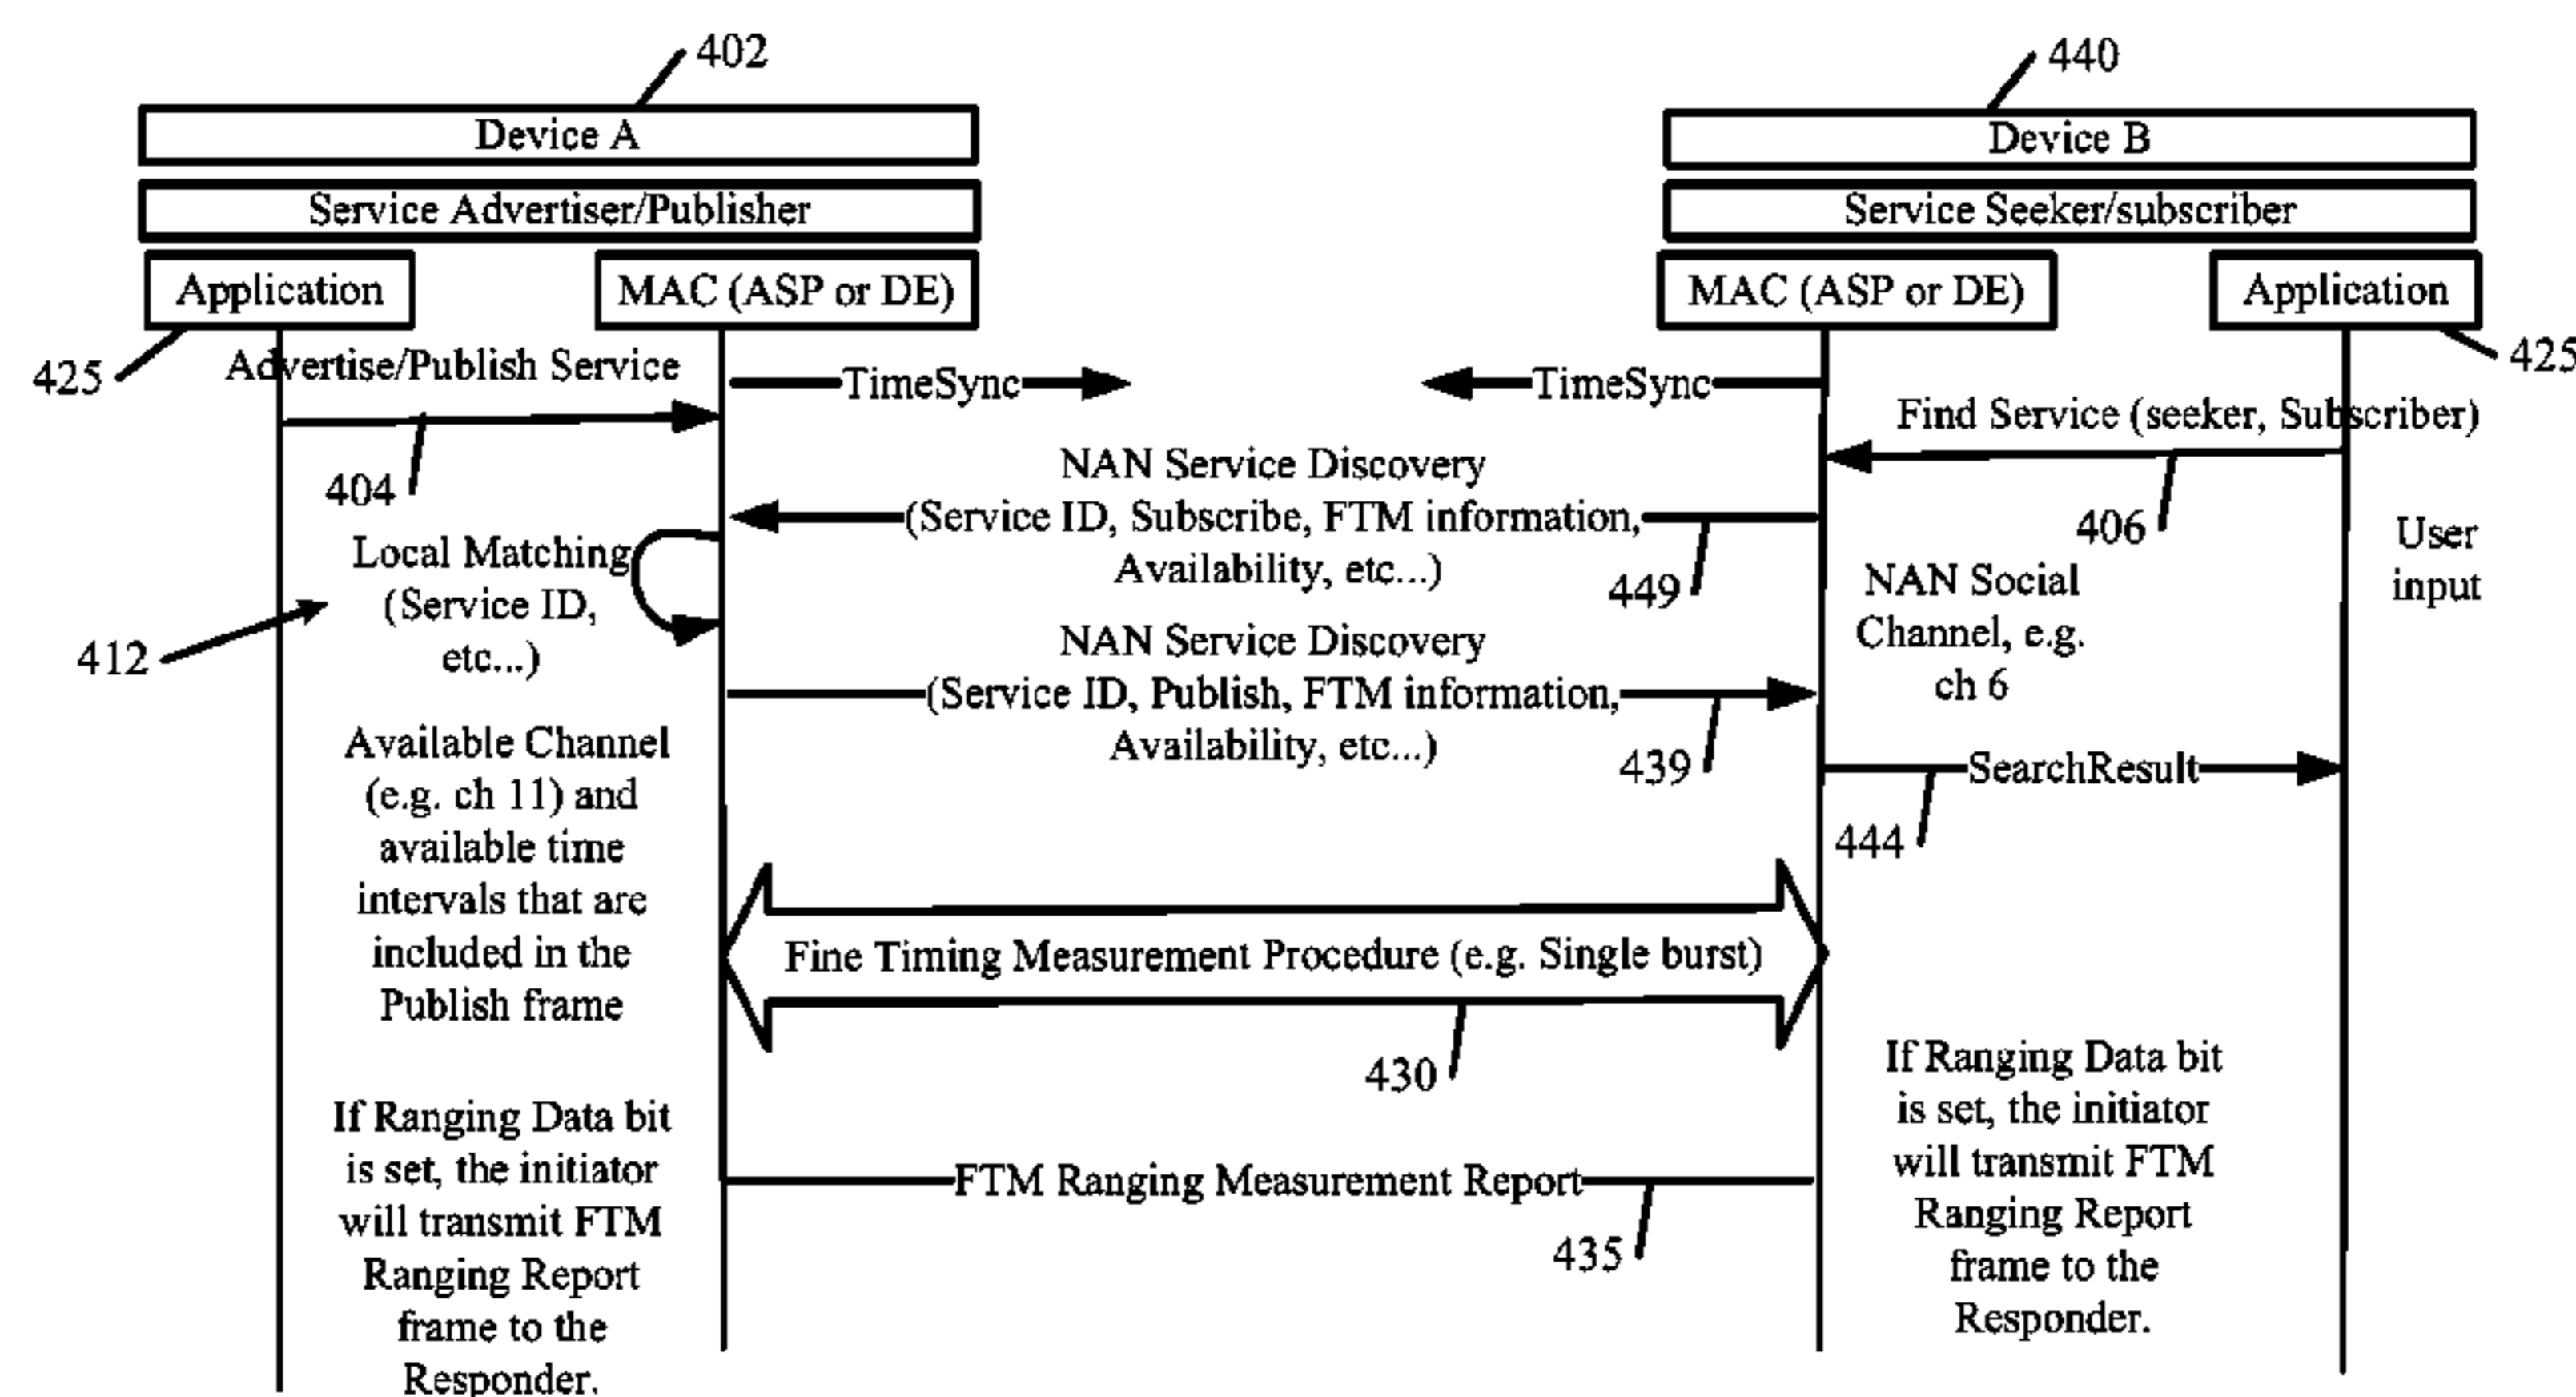 402
440
Device A
Device B
Service Advertiser/Publisher
Service Seeker/subscriber
Application
MAC (ASP or DE)
MAC (ASP or DE)
Application
425
425
Advertise/Publish Service
TimeSync
TimeSync
Find Service (seeker, Subscriber)
404
406
NAN Service Discovery
(Service ID, Subscribe, FTM information,
Availability, etc...)
449
User
input
Local Matching
(Service ID,
etc...)
412
NAN Social
Channel, e.g.
ch 6
NAN Service Discovery
(Service ID, Publish, FTM information,
Availability, etc...)
439
SearchResult
444
Available Channel
(e.g. ch 11) and
available time
intervals that are
included in the
Publish frame
Fine Timing Measurement Procedure (e.g. Single burst)
430
If Ranging Data bit
is set, the initiator
will transmit FTM
Ranging Report
frame to the
Responder.
FTM Ranging Measurement Report
435
If Ranging Data bit
is set, the initiator
will transmit FTM
Ranging Report
frame to the
Responder.